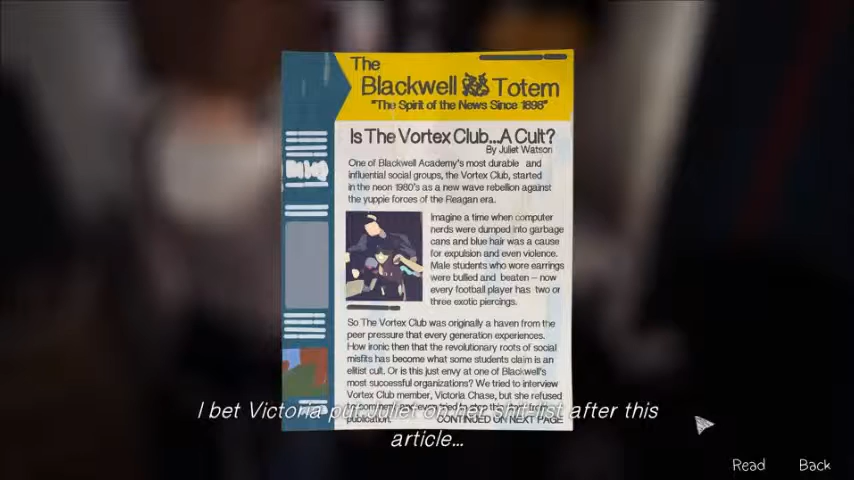 The
Blackwell Totem
"The Spirit of the News Since 1898"
Is The Vortex Club...A Cult?
By Juliet Watson
One of Blackwell Academy's most durable and
influential social groups, the Vortex Club, started
in the neon 1980's as a new wave rebellion against
the yuppie forces of the Reagan era.
Imagine a time when computer
nerds were dumped into garbage
cans and blue hair was a cause
for expulsion and even violence.
Male students who wore earrings
were bullied and beaten – now
every football player has two or
three exotic piercings.
So The Vortex Club was originally a haven from the
peer pressure that every generation experiences.
How ironic then that the revolutionary roots of social
misfits has become what some students claim is an
elitist cult. Or is this just envy at one of Blackwell's
most successful organizations? We tried to interview
Vortex Club member, Victoria Chase, but she refused
publication. CONTINUED ON NEXT PAGE
I bet Victoria put Juliet on her shit-list after this
article...
Read Back